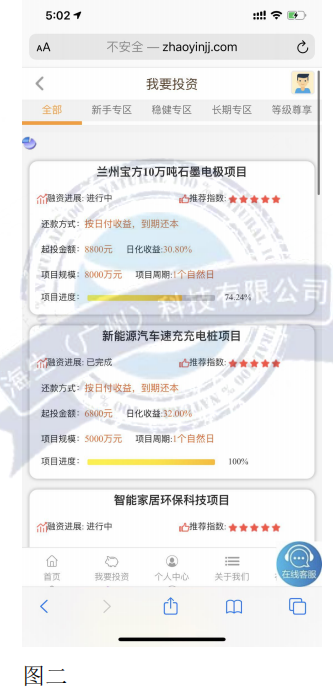 5:02
AA 不安全 — zhaoyinjj.com
我要投资
全部 新手专区 稳健专区 长期专区 等级尊享
兰州宝方10万吨石墨电极项目
融资进展: 进行中 推荐指数:
还款方式: 按日付收益，到期还本
起投金额: 8800元 日化收益:30.80%
项目规模: 8000万元 项目周期:1个自然日
项目进度: 74.24%
新能源汽车速充充电桩项目
融资进展: 已完成 推荐指数:
还款方式: 按日付收益，到期还本
起投金额: 6800元 日化收益:32.00%
项目规模: 5000万元 项目周期:1个自然日
项目进度: 100%
智能家居环保科技项目
融资进展: 进行中 推荐指数:
首页 我要投资 个人中心 关于我们 在线客服
（广州）科技有限公司
100% NATURAL
图二